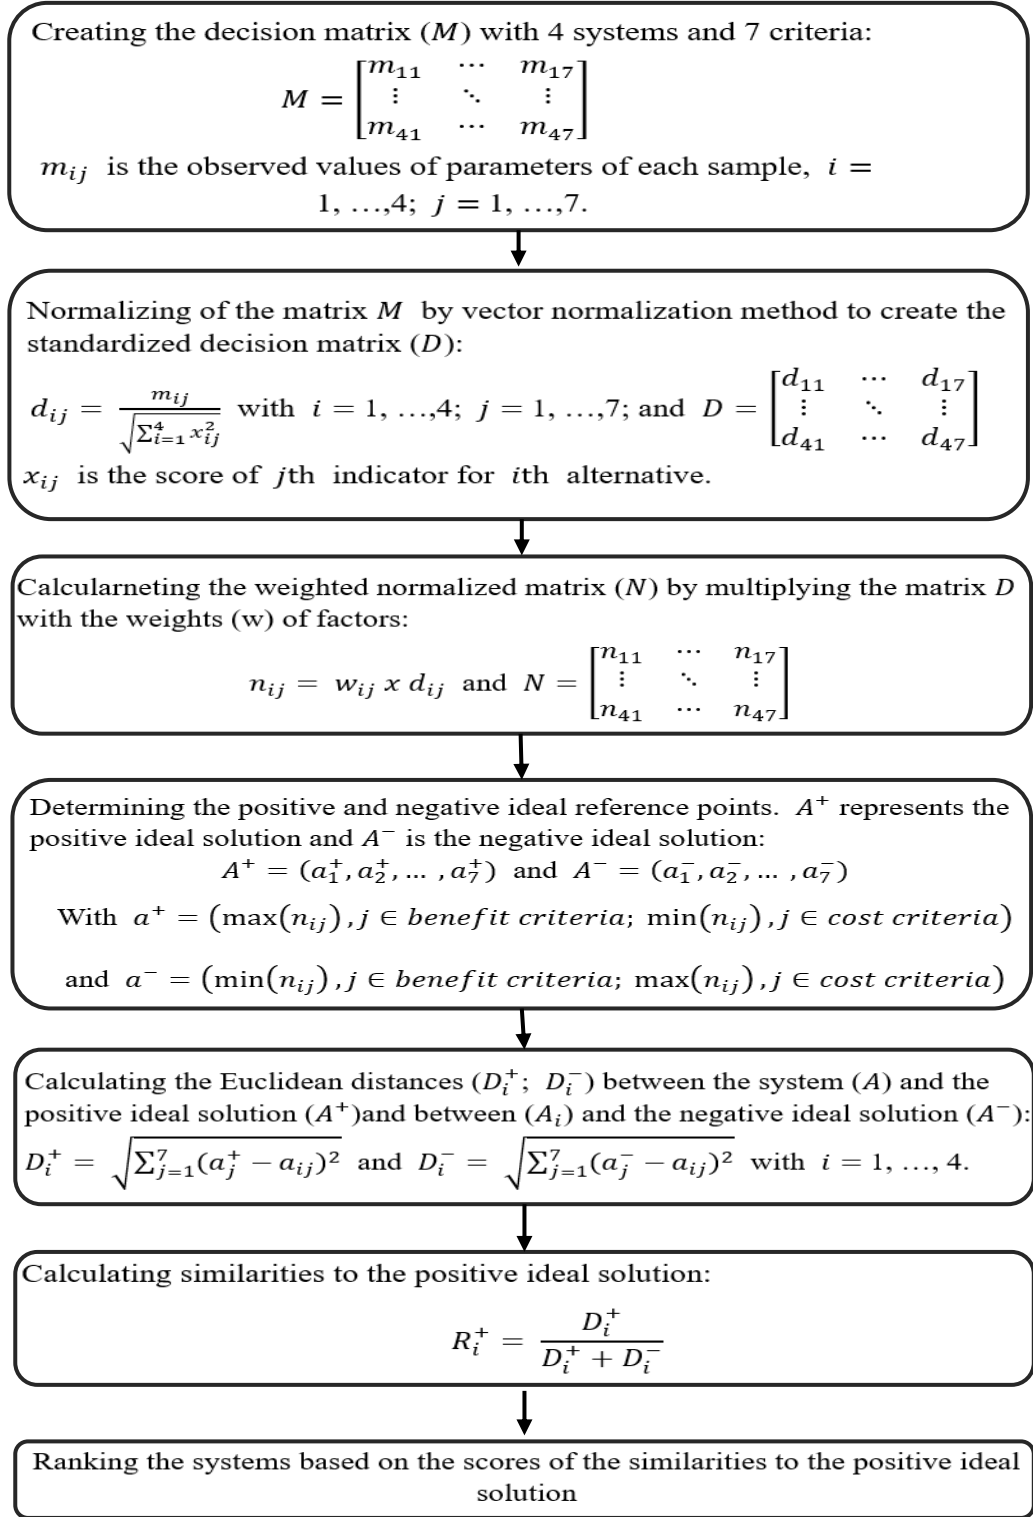 Creating the decision matrix (M) with 4 systems and 7 criteria:
M = [m11 ⋯ m17
⋮ ⋱ ⋮
m41 ⋯ m47]
mij is the observed values of parameters of each sample, i =
1, …,4; j = 1, …,7.
Normalizing of the matrix M by vector normalization method to create the
standardized decision matrix (D):
dij = mij / √(Σ⁴i=1 x²ij) with i = 1, …,4; j = 1, …,7; and D = [d11 ⋯ d17
⋮ ⋱ ⋮
d41 ⋯ d47]
xij is the score of jth indicator for ith alternative.
Calcularneting the weighted normalized matrix (N) by multiplying the matrix D
with the weights (w) of factors:
nij = wij x dij and N = [n11 ⋯ n17
⋮ ⋱ ⋮
n41 ⋯ n47]
Determining the positive and negative ideal reference points. A⁺ represents the
positive ideal solution and A⁻ is the negative ideal solution:
A⁺ = (a₁⁺, a₂⁺, … , a₇⁺) and A⁻ = (a₁⁻, a₂⁻, … , a₇⁻)
With a⁺ = (max(nij), j ∈ benefit criteria; min(nij), j ∈ cost criteria)
and a⁻ = (min(nij), j ∈ benefit criteria; max(nij), j ∈ cost criteria)
Calculating the Euclidean distances (Di⁺; Di⁻) between the system (A) and the
positive ideal solution (A⁺)and between (Ai) and the negative ideal solution (A⁻):
Di⁺ = √(Σ⁷j=1(aj⁺ − aij)²) and Di⁻ = √(Σ⁷j=1(aj⁻ − aij)²) with i = 1, …, 4.
Calculating similarities to the positive ideal solution:
Ri⁺ = Di⁺ / (Di⁺ + Di⁻)
Ranking the systems based on the scores of the similarities to the positive ideal
solution